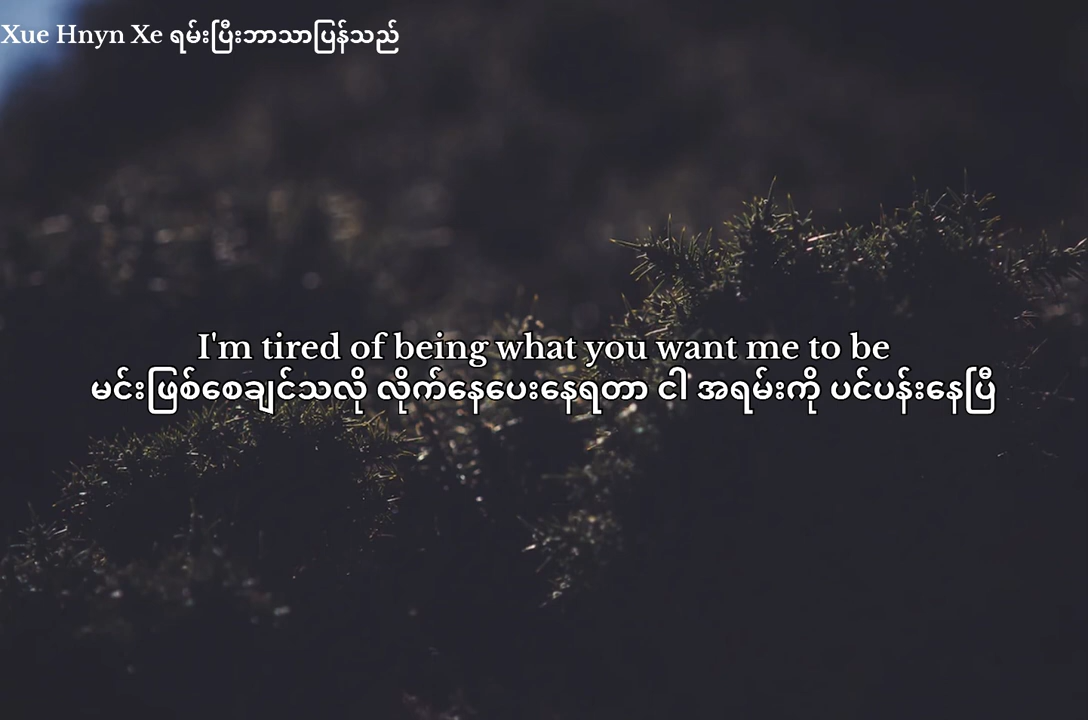 Xue Hnyn Xe ရမ်းပြီးဘာသာပြန်သည်
I'm tired of being what you want me to be
မင်းဖြစ်စေချင်သလို လိုက်နေပေးနေရတာ ငါ အရမ်းကို ပင်ပန်းနေပြီ